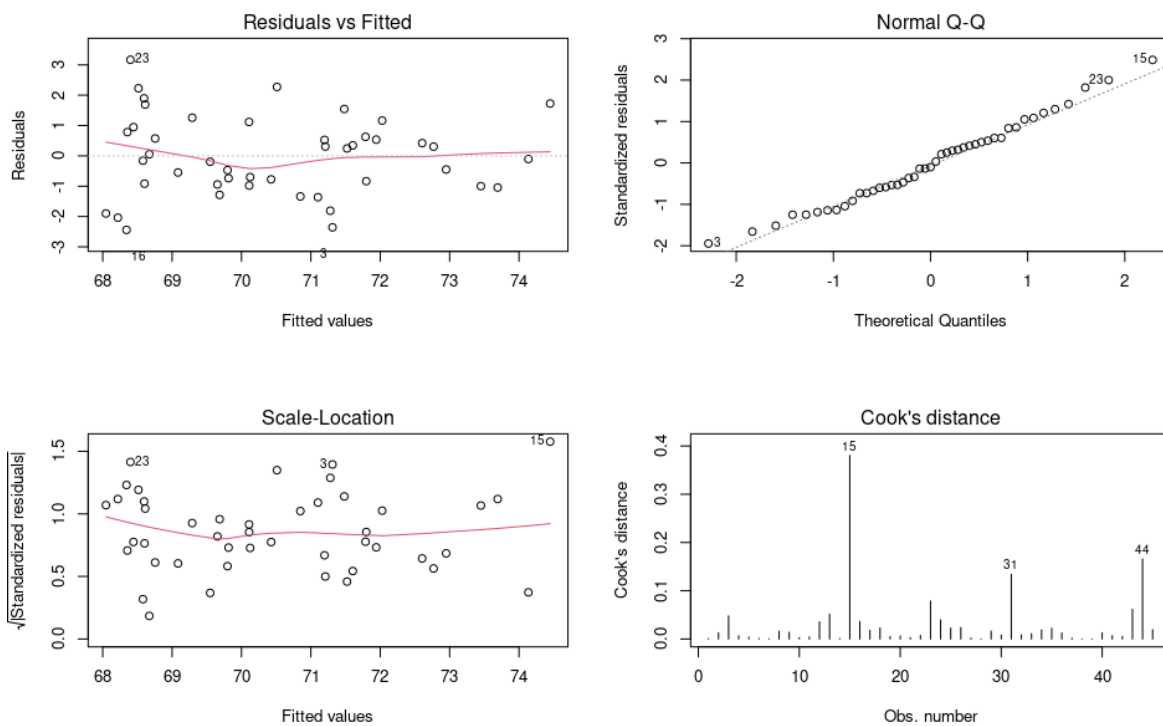 Residuals vs Fitted
Residuals
3
2
1
0
-1
-2
-3
23
16
3
68 69 70 71 72 73 74
Fitted values
Normal Q-Q
Standardized residuals
3
2
1
0
-1
-2
15
23
3
-2 -1 0 1 2
Theoretical Quantiles
Scale-Location
√|Standardized residuals|
1.5
1.0
0.5
0.0
15
23
3
68 69 70 71 72 73 74
Fitted values
Cook's distance
Cook's distance
0.4
0.3
0.2
0.1
0.0
15
31
44
0 10 20 30 40
Obs. number